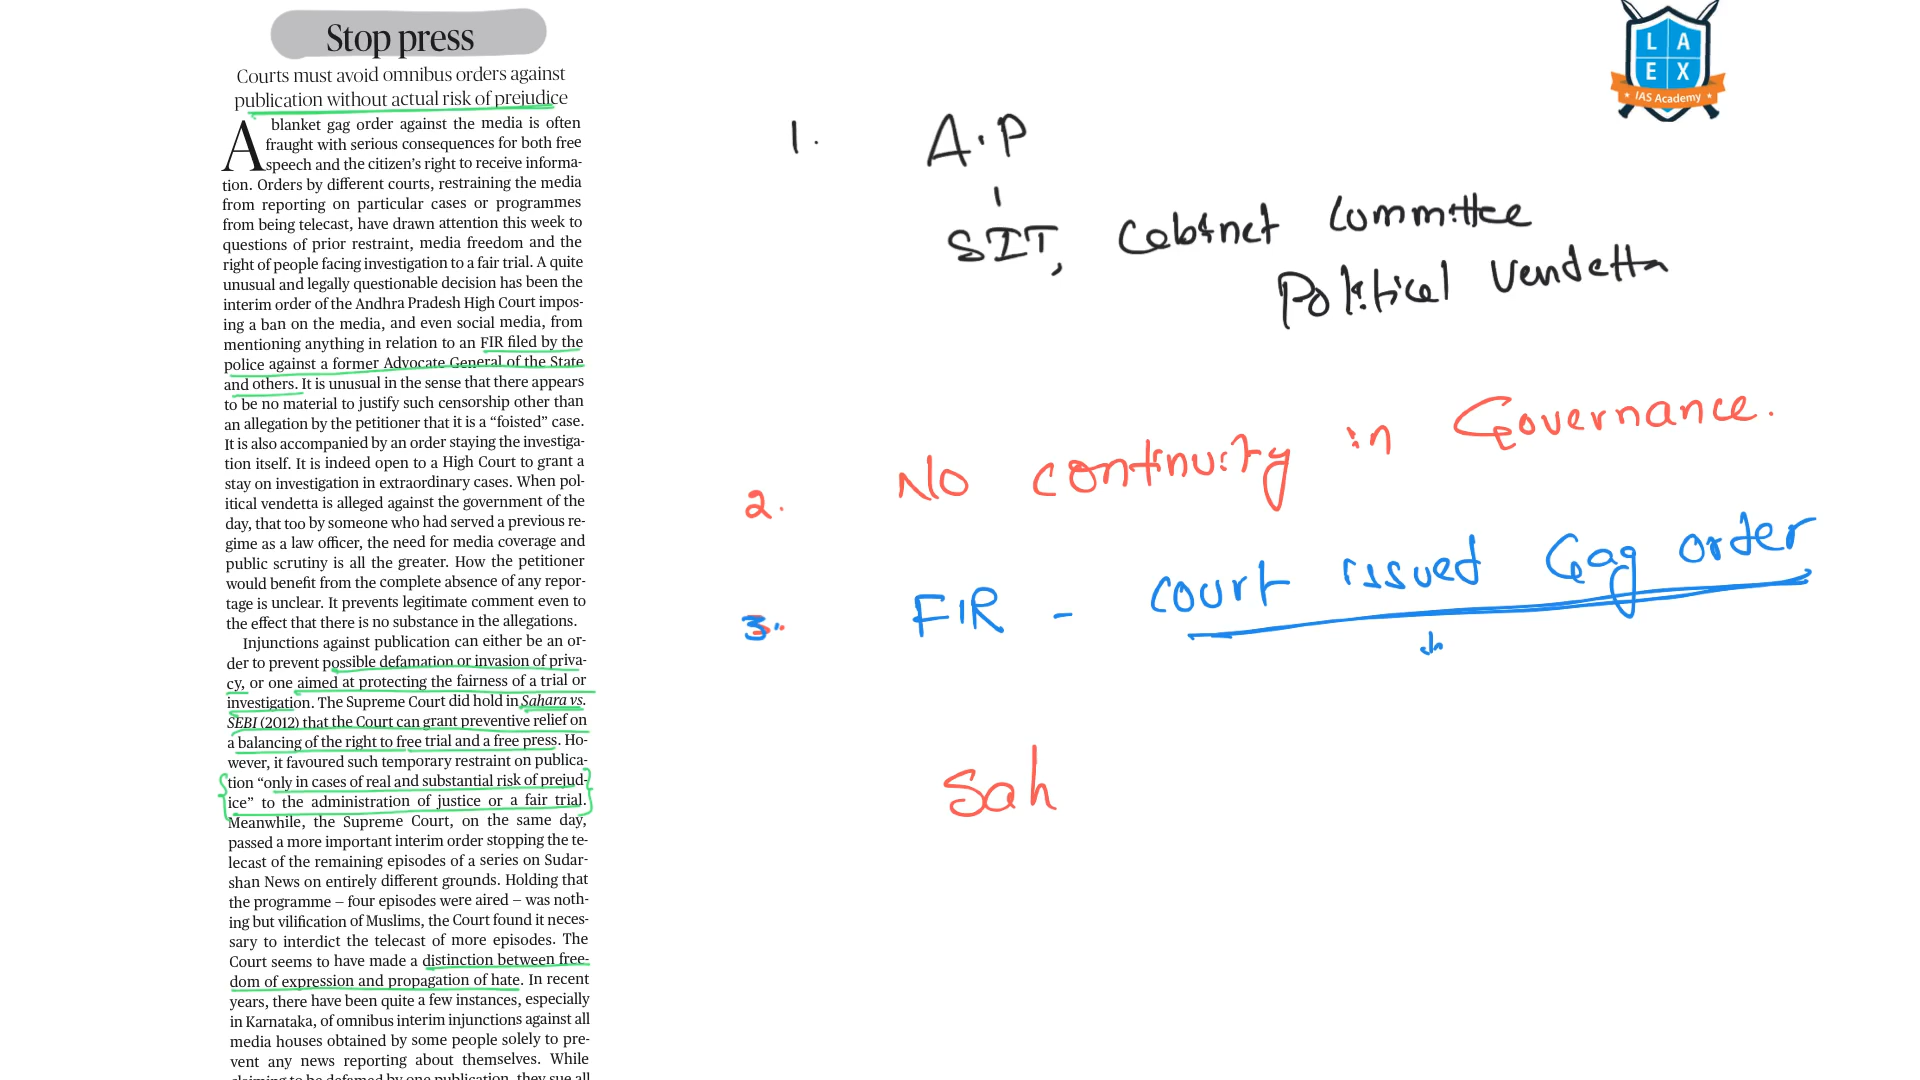 Stop press
Courts must avoid omnibus orders against
publication without actual risk of prejudice
A blanket gag order against the media is often
fraught with serious consequences for both free
speech and the citizen's right to receive informa-
tion. Orders by different courts, restraining the media
from reporting on particular cases or programmes
from being telecast, have drawn attention this week to
questions of prior restraint, media freedom and the
right of people facing investigation to a fair trial. A quite
unusual and legally questionable decision has been the
interim order of the Andhra Pradesh High Court impos-
ing a ban on the media, and even social media, from
mentioning anything in relation to an FIR filed by the
police against a former Advocate General of the State
and others. It is unusual in the sense that there appears
to be no material to justify such censorship other than
an allegation by the petitioner that it is a “foisted” case.
It is also accompanied by an order staying the investiga-
tion itself. It is indeed open to a High Court to grant a
stay on investigation in extraordinary cases. When pol-
itical vendetta is alleged against the government of the
day, that too by someone who had served a previous re-
gime as a law officer, the need for media coverage and
public scrutiny is all the greater. How the petitioner
would benefit from the complete absence of any repor-
tage is unclear. It prevents legitimate comment even to
the effect that there is no substance in the allegations.
Injunctions against publication can either be an or-
der to prevent possible defamation or invasion of priva-
cy, or one aimed at protecting the fairness of a trial or
investigation. The Supreme Court did hold in Sahara vs.
SEBI (2012) that the Court can grant preventive relief on
a balancing of the right to free trial and a free press. Ho-
wever, it favoured such temporary restraint on publica-
tion “only in cases of real and substantial risk of prejud-
ice” to the administration of justice or a fair trial.
Meanwhile, the Supreme Court, on the same day,
passed a more important interim order stopping the te-
lecast of the remaining episodes of a series on Sudar-
shan News on entirely different grounds. Holding that
the programme – four episodes were aired – was noth-
ing but vilification of Muslims, the Court found it neces-
sary to interdict the telecast of more episodes. The
Court seems to have made a distinction between free-
dom of expression and propagation of hate. In recent
years, there have been quite a few instances, especially
in Karnataka, of omnibus interim injunctions against all
media houses obtained by some people solely to pre-
vent any news reporting about themselves. While
claiming to be defamed by one publication, they sue all
1. A.P
SIT, Cabinet Committee
Political Vendetta
2. No continuity in Governance.
3. FIR - Court issued Gag order
Sah
L A
E X
IAS Academy